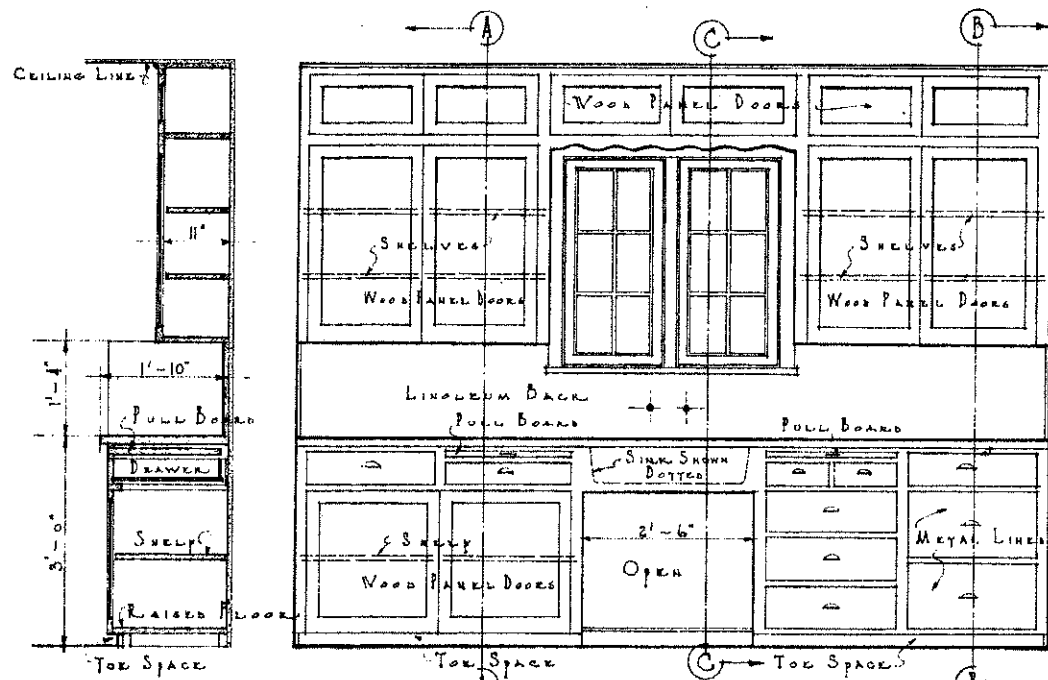 A
C
B
CEILING LINE
WOOD PANEL DOORS
11"
SHELVES
SHELVES
WOOD PANEL DOORS
WOOD PANEL DOORS
1'-4"
1'-10"
LINOLEUM BACK
PULL BOARD
PULL BOARD
PULL BOARD
DRAWER
SINK SHOWN
DOTTED
3'-0"
SHELF
SHELF
2'-6"
METAL LINED
OPEN
WOOD PANEL DOORS
RAISED FLOOR
TOE SPACE
TOE SPACE
C
TOE SPACE